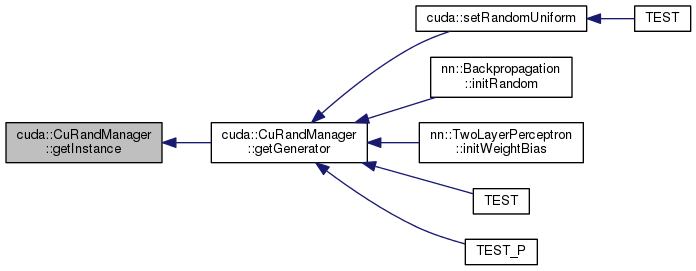 cuda::setRandomUniform
TEST
nn::Backpropagation
::initRandom
cuda::CuRandManager
::getInstance
cuda::CuRandManager
::getGenerator
nn::TwoLayerPerceptron
::initWeightBias
TEST
TEST_P